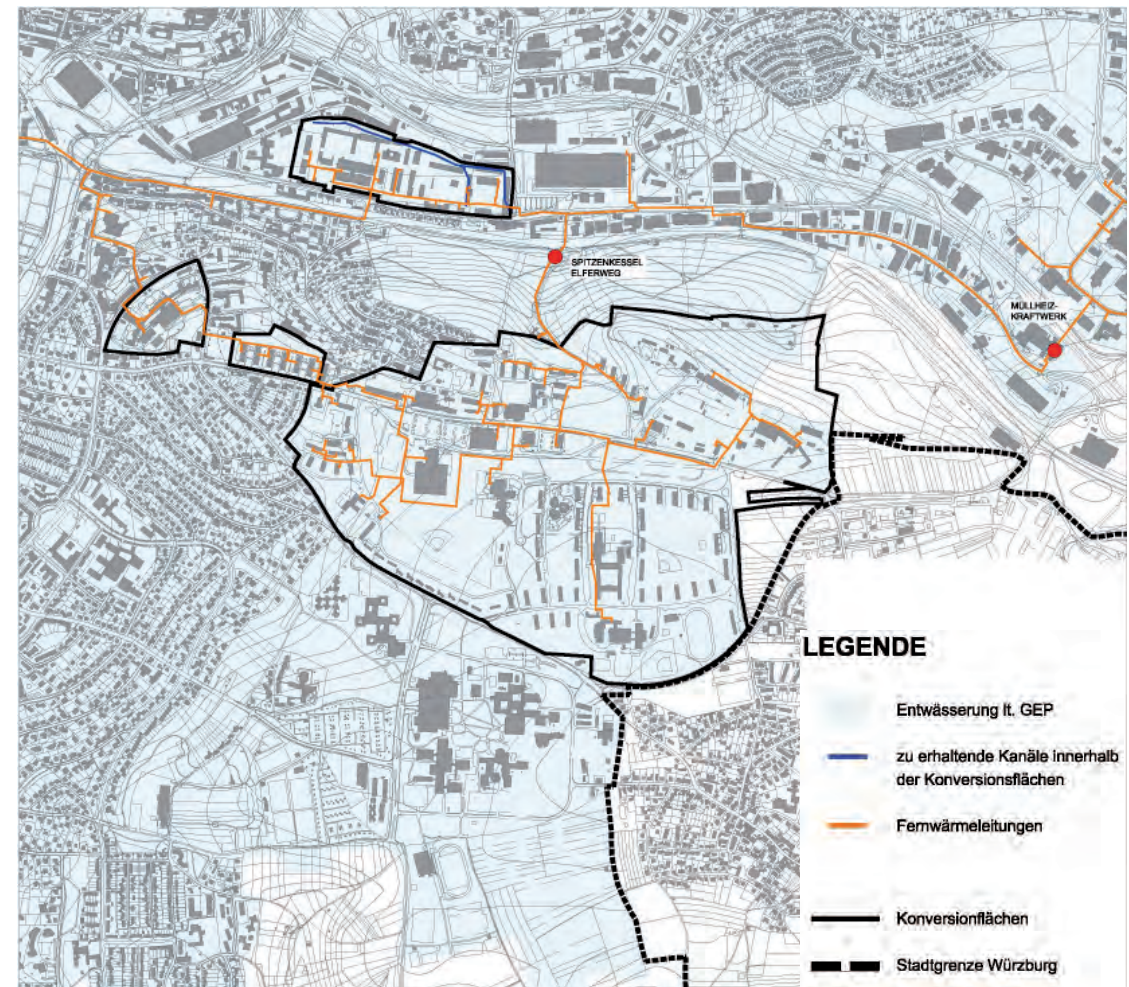 SPITZENKESSEL
ELFERWEG
MÜLLHEIZ-
KRAFTWERK
LEGENDE
Entwässerung lt. GEP
zu erhaltende Kanäle innerhalb
der Konversionsflächen
Fernwärmeleitungen
Konversionflächen
Stadtgrenze Würzburg